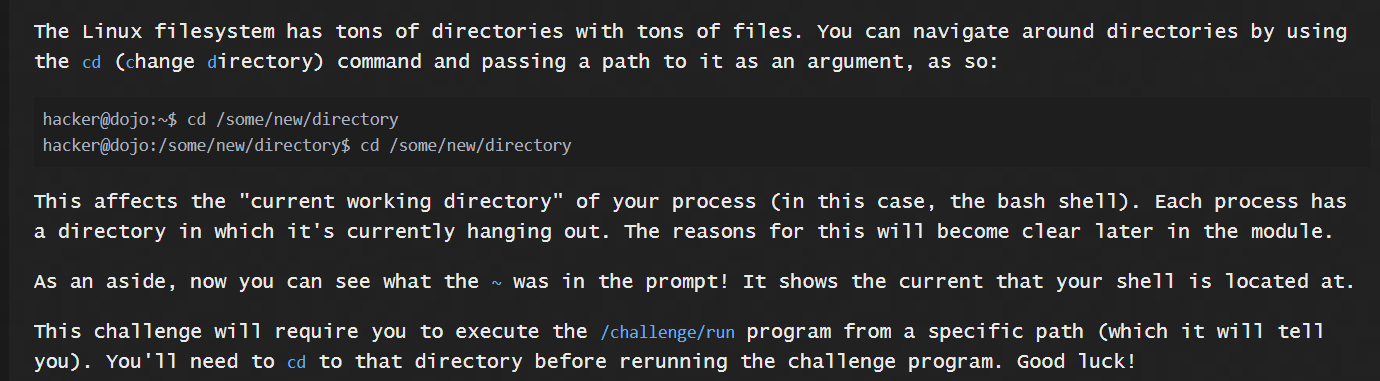 The Linux filesystem has tons of directories with tons of files. You can navigate around directories by using
the cd (change directory) command and passing a path to it as an argument, as so:
hacker@dojo:~$ cd /some/new/directory
hacker@dojo:/some/new/directory$ cd /some/new/directory
This affects the "current working directory" of your process (in this case, the bash shell). Each process has
a directory in which it's currently hanging out. The reasons for this will become clear later in the module.
As an aside, now you can see what the ~ was in the prompt! It shows the current that your shell is located at.
This challenge will require you to execute the /challenge/run program from a specific path (which it will tell
you). You'll need to cd to that directory before rerunning the challenge program. Good luck!